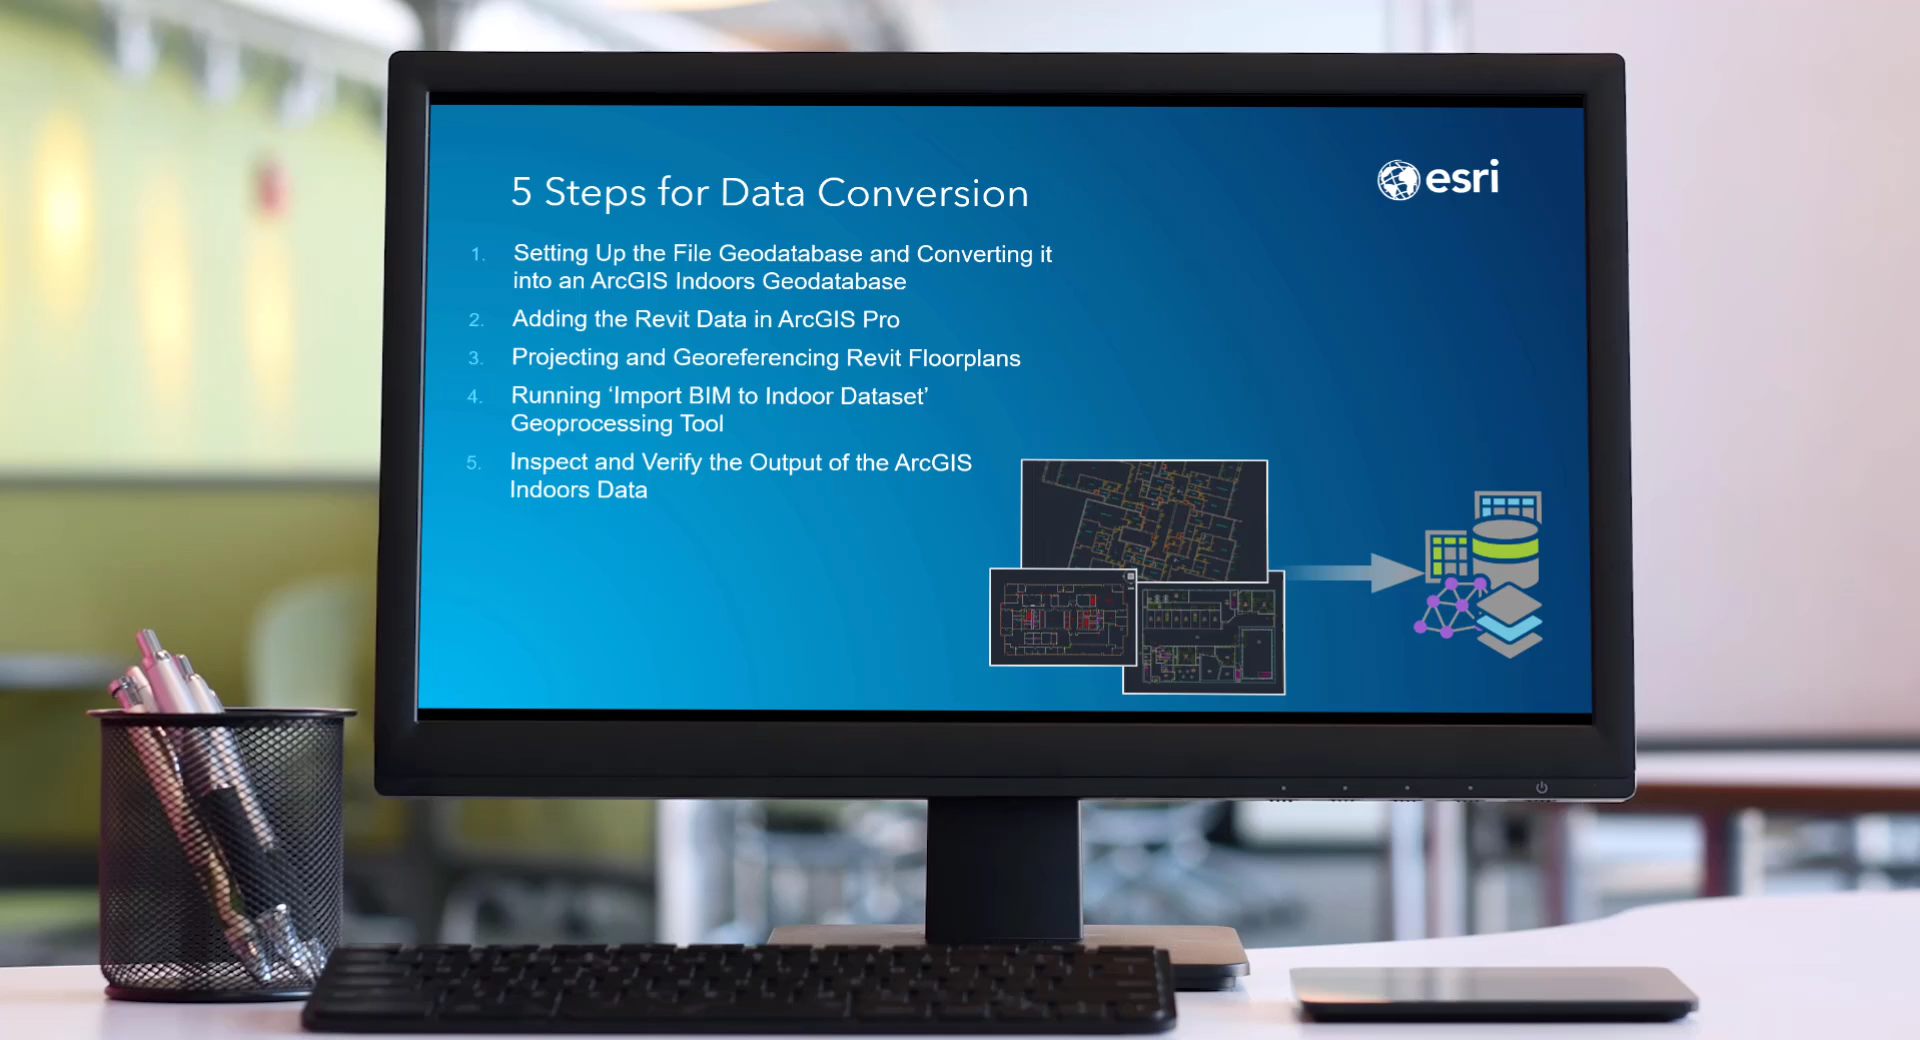 5 Steps for Data Conversion
esri
1. Setting Up the File Geodatabase and Converting it
into an ArcGIS Indoors Geodatabase
2. Adding the Revit Data in ArcGIS Pro
3. Projecting and Georeferencing Revit Floorplans
4. Running ‘Import BIM to Indoor Dataset’
Geoprocessing Tool
5. Inspect and Verify the Output of the ArcGIS
Indoors Data